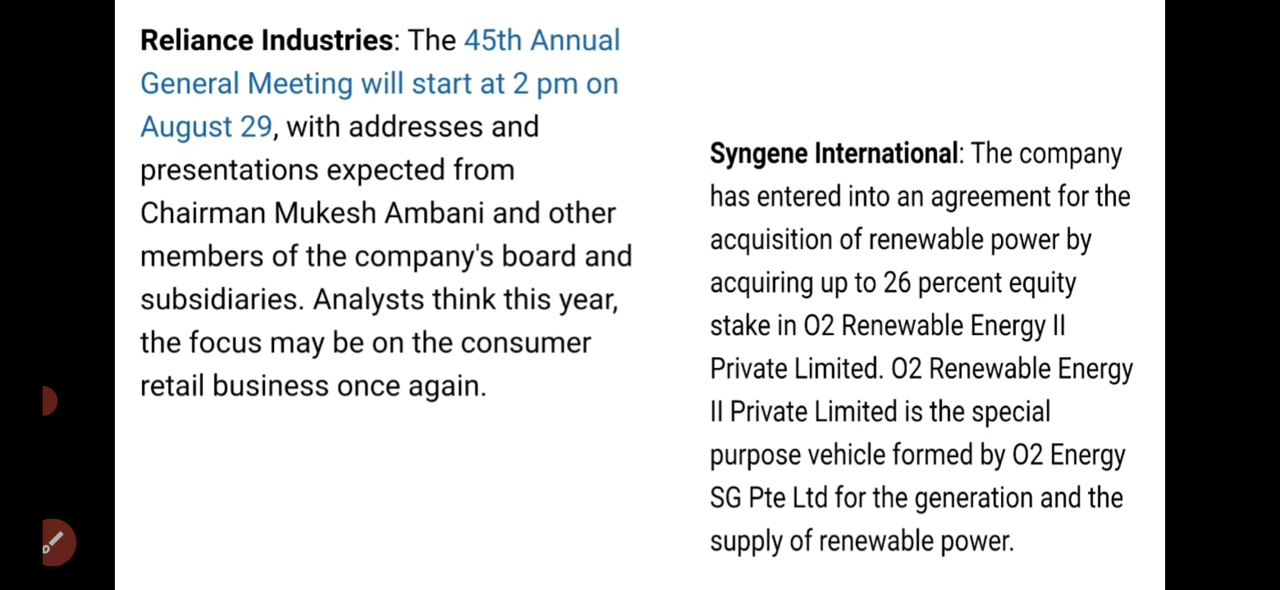 Reliance Industries: The 45th Annual
General Meeting will start at 2 pm on
August 29, with addresses and
presentations expected from
Chairman Mukesh Ambani and other
members of the company's board and
subsidiaries. Analysts think this year,
the focus may be on the consumer
retail business once again.
Syngene International: The company
has entered into an agreement for the
acquisition of renewable power by
acquiring up to 26 percent equity
stake in O2 Renewable Energy II
Private Limited. O2 Renewable Energy
II Private Limited is the special
purpose vehicle formed by O2 Energy
SG Pte Ltd for the generation and the
supply of renewable power.